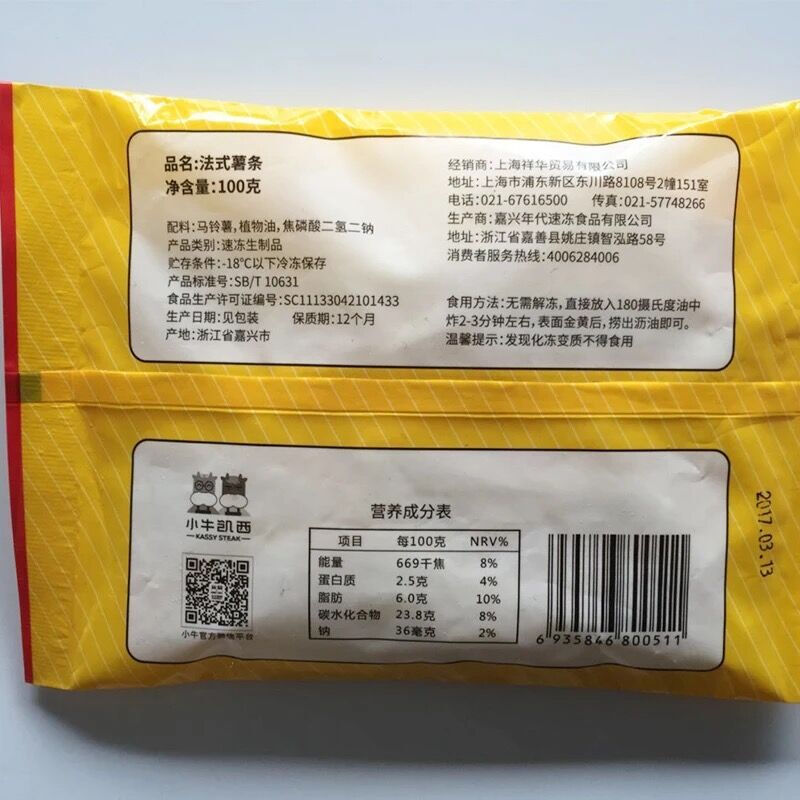 品名:法式薯条
净含量:100克
配料:马铃薯,植物油,焦磷酸二氢二钠
产品类别:速冻生制品
贮存条件:-18℃以下冷冻保存
产品标准号:SB/T 10631
食品生产许可证编号:SC11133042101433
生产日期:见包装 保质期:12个月
产地:浙江省嘉兴市
经销商:上海祥华贸易有限公司
地址:上海市浦东新区东川路8108号2幢151室
电话:021-67616500 传真:021-57748266
生产商:嘉兴年代速冻食品有限公司
地址:浙江省嘉善县姚庄镇智泓路58号
消费者服务热线:4006284006
食用方法:无需解冻,直接放入180摄氏度油中
炸2-3分钟左右,表面金黄后,捞出沥油即可。
温馨提示:发现化冻变质不得食用
小牛凯西
KASSY STEAK
小牛官方购物平台
营养成分表
项目 每100克 NRV%
能量 669千焦 8%
蛋白质 2.5克 4%
脂肪 6.0克 10%
碳水化合物 23.8克 8%
钠 36毫克 2%
6 935846 800511
2017.03.13